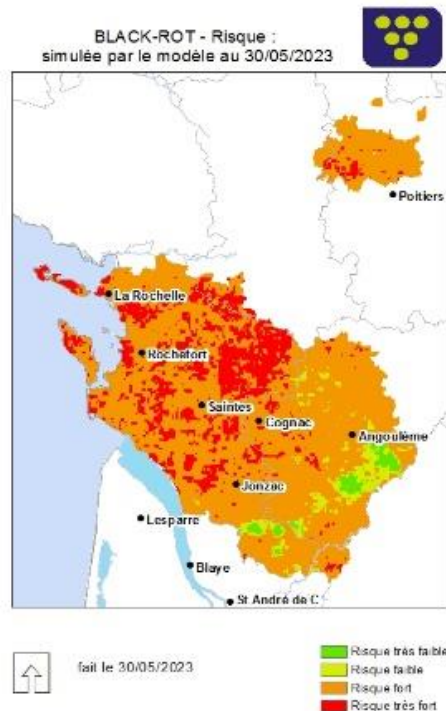 BLACK-ROT - Risque :
simulée par le modèle au 30/05/2023
Poitiers
La Rochelle
Rochefort
Saintes
Cognac
Angoulème
Jonzac
Lesparre
Blaye
St André de C
fait le 30/05/2023
Risque très faible
Risque faible
Risque fort
Risque très fort